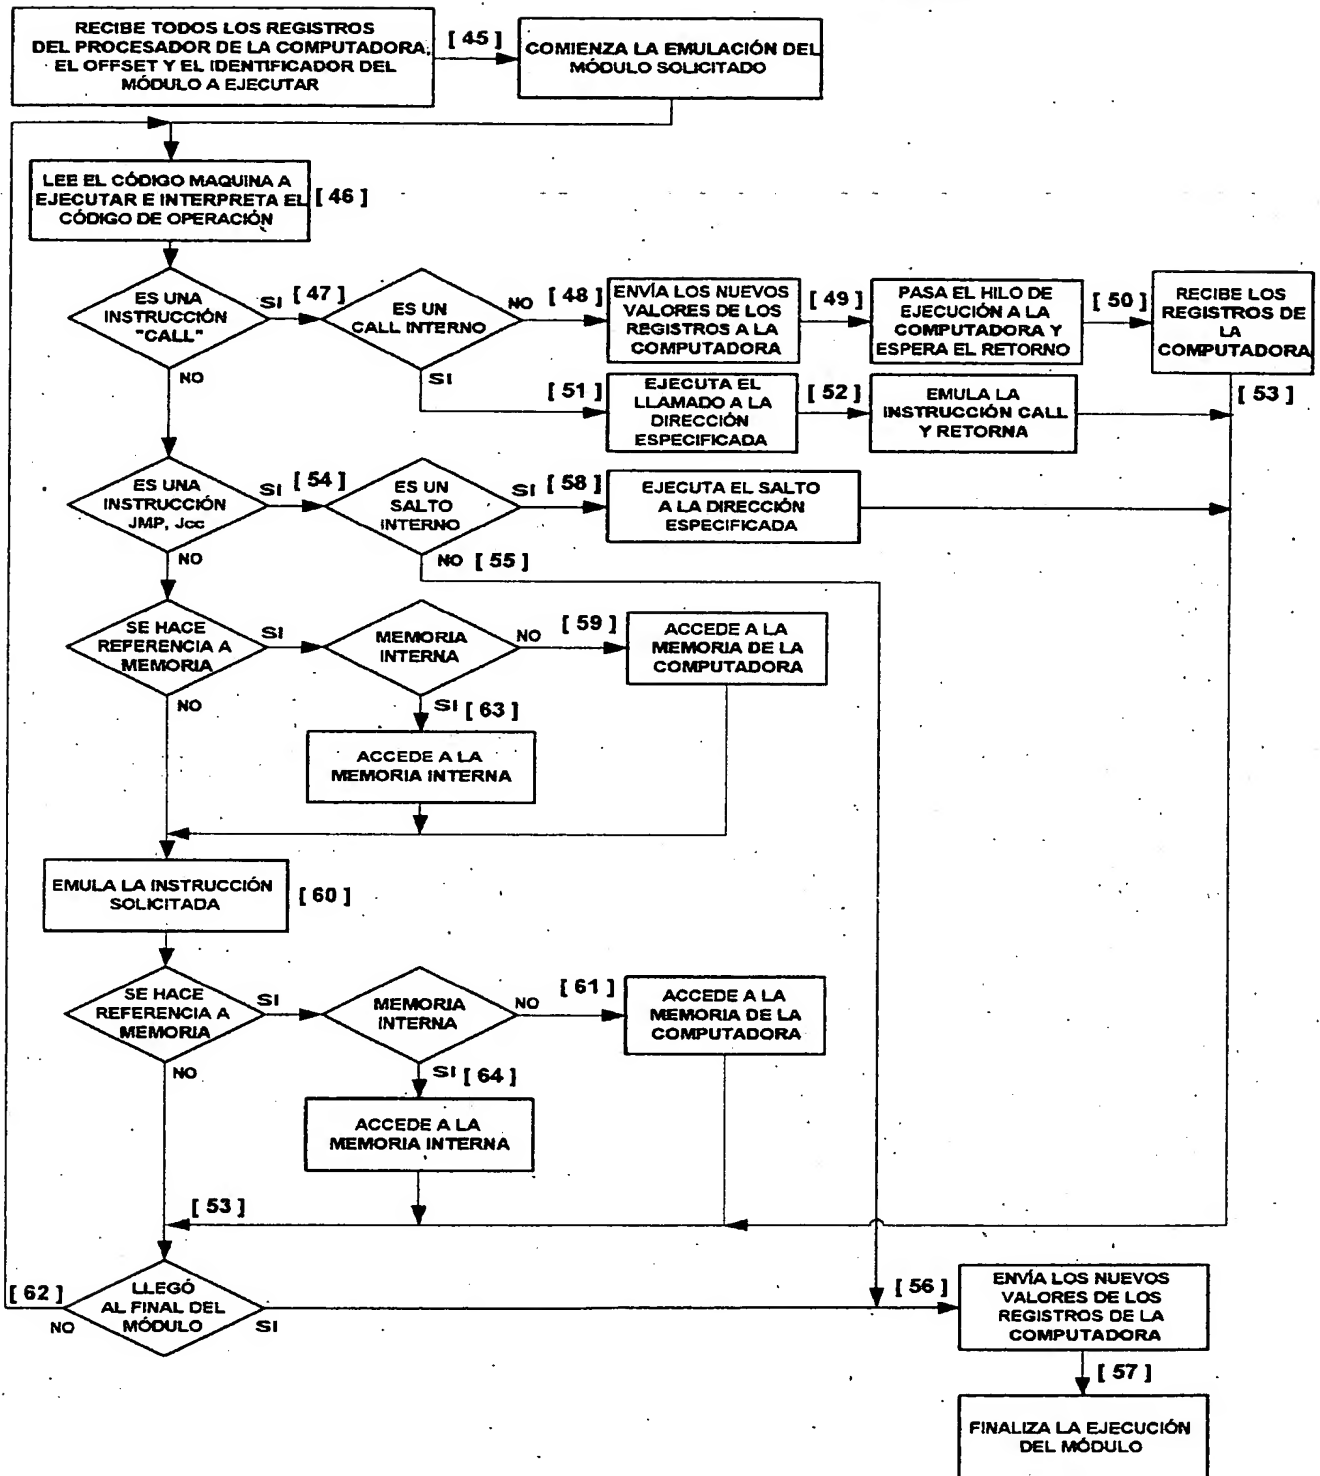 RECIBE TODOS LOS REGISTROS
DEL PROCESADOR DE LA COMPUTADORA,
EL OFFSET Y EL IDENTIFICADOR DEL
MÓDULO A EJECUTAR
[ 45 ]
COMIENZA LA EMULACIÓN DEL
MÓDULO SOLICITADO
LEE EL CÓDIGO MAQUINA A
EJECUTAR E INTERPRETA EL
CÓDIGO DE OPERACIÓN
[ 46 ]
ES UNA
INSTRUCCIÓN
"CALL"
SI
[ 47 ]
NO
ES UN
CALL INTERNO
NO
[ 48 ]
SI
ENVÍA LOS NUEVOS
VALORES DE LOS
REGISTROS A LA
COMPUTADORA
[ 49 ]
PASA EL HILO DE
EJECUCIÓN A LA
COMPUTADORA Y
ESPERA EL RETORNO
[ 50 ]
RECIBE LOS
REGISTROS DE
LA
COMPUTADORA
[ 51 ]
EJECUTA EL
LLAMADO A LA
DIRECCIÓN
ESPECIFICADA
[ 52 ]
EMULA LA
INSTRUCCIÓN CALL
Y RETORNA
[ 53 ]
ES UNA
INSTRUCCIÓN
JMP, Jcc
SI
[ 54 ]
NO
ES UN
SALTO
INTERNO
SI
[ 58 ]
NO
[ 55 ]
EJECUTA EL SALTO
A LA DIRECCIÓN
ESPECIFICADA
SE HACE
REFERENCIA A
MEMORIA
SI
NO
MEMORIA
INTERNA
NO
[ 59 ]
SI
[ 63 ]
ACCEDE A LA
MEMORIA DE LA
COMPUTADORA
ACCEDE A LA
MEMORIA INTERNA
EMULA LA INSTRUCCIÓN
SOLICITADA
[ 60 ]
SE HACE
REFERENCIA A
MEMORIA
SI
NO
MEMORIA
INTERNA
NO
[ 61 ]
SI
[ 64 ]
ACCEDE A LA
MEMORIA DE LA
COMPUTADORA
ACCEDE A LA
MEMORIA INTERNA
[ 53 ]
LLEGÓ
AL FINAL DEL
MÓDULO
[ 62 ]
NO
SI
[ 56 ]
ENVÍA LOS NUEVOS
VALORES DE LOS
REGISTROS DE LA
COMPUTADORA
[ 57 ]
FINALIZA LA EJECUCIÓN
DEL MÓDULO